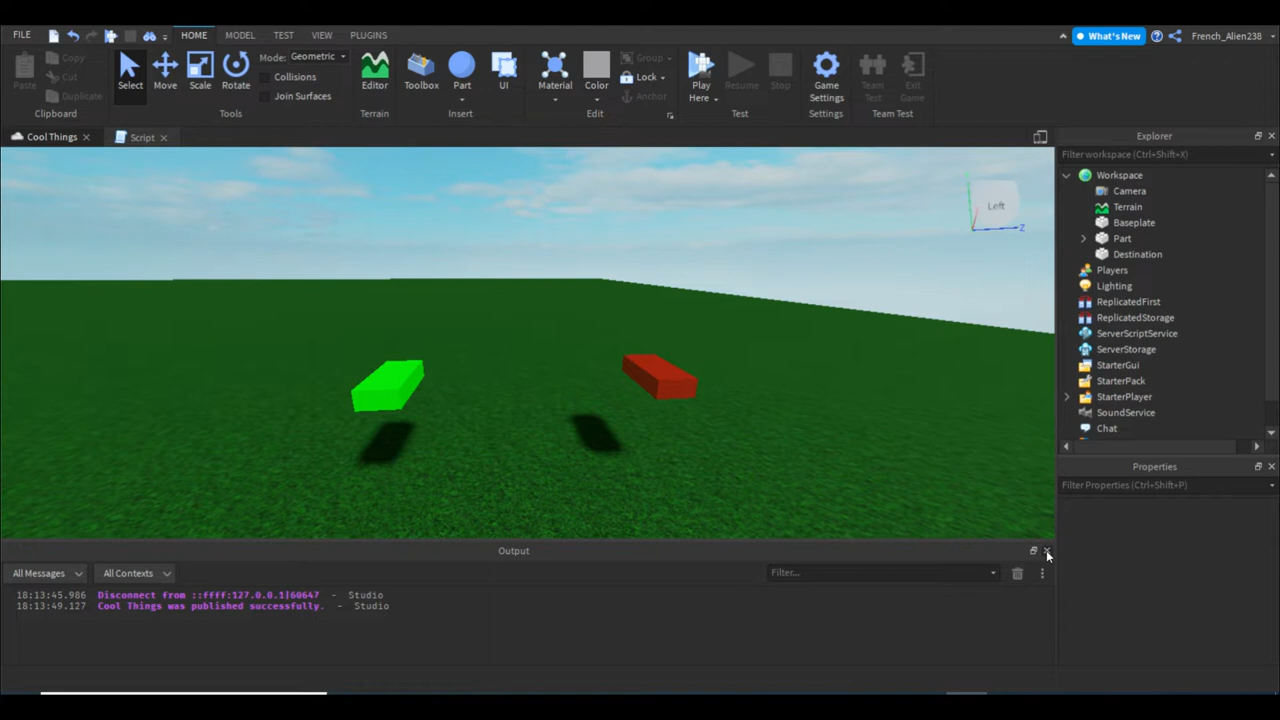 FILE HOME MODEL TEST VIEW PLUGINS What's New French_Alien238
Paste Copy Cut Duplicate Clipboard
Select Move Scale Rotate Mode: Geometric Collisions Join Surfaces Tools
Editor Terrain
Toolbox Part UI Insert
Material Color Group Lock Anchor Edit
Play Here Resume Stop Test
Game Settings Settings
Team Test Exit Game Team Test
Cool Things Script
Left
Z
Explorer
Filter workspace (Ctrl+Shift+X)
Workspace
Camera
Terrain
Baseplate
Part
Destination
Players
Lighting
ReplicatedFirst
ReplicatedStorage
ServerScriptService
ServerStorage
StarterGui
StarterPack
StarterPlayer
SoundService
Chat
Properties
Filter Properties (Ctrl+Shift+P)
Output
All Messages All Contexts Filter...
18:13:45.986 Disconnect from ::ffff:127.0.0.1|60647 - Studio
18:13:49.127 Cool Things was published successfully. - Studio